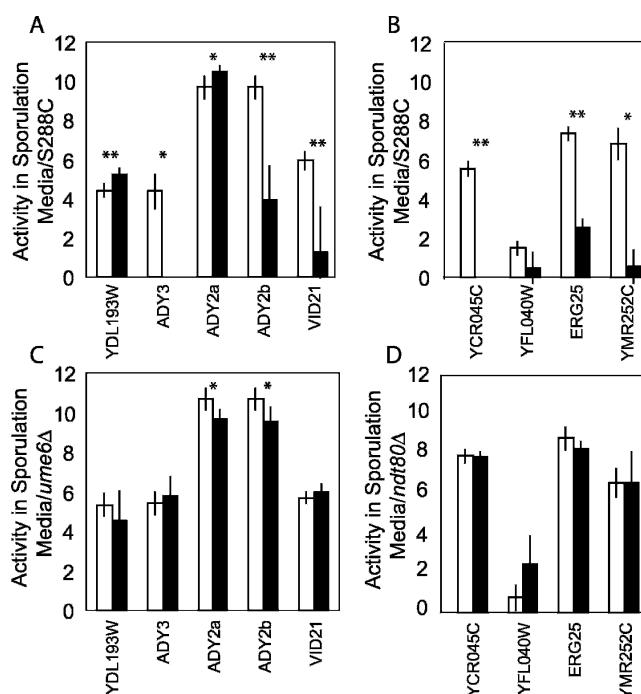 A
Activity in Sporulation
Media/S288C
12
10
8
6
4
2
0
**
*
*
**
**
YDL193W
ADY3
ADY2a
ADY2b
VID21
B
Activity in Sporulation
Media/S288C
12
10
8
6
4
2
0
**
**
*
YCR045C
YFL040W
ERG25
YMR252C
C
Activity in Sporulation
Media/ume6Δ
12
10
8
6
4
2
0
*
*
YDL193W
ADY3
ADY2a
ADY2b
VID21
D
Activity in Sporulation
Media/ndt80Δ
12
10
8
6
4
2
0
YCR045C
YFL040W
ERG25
YMR252C